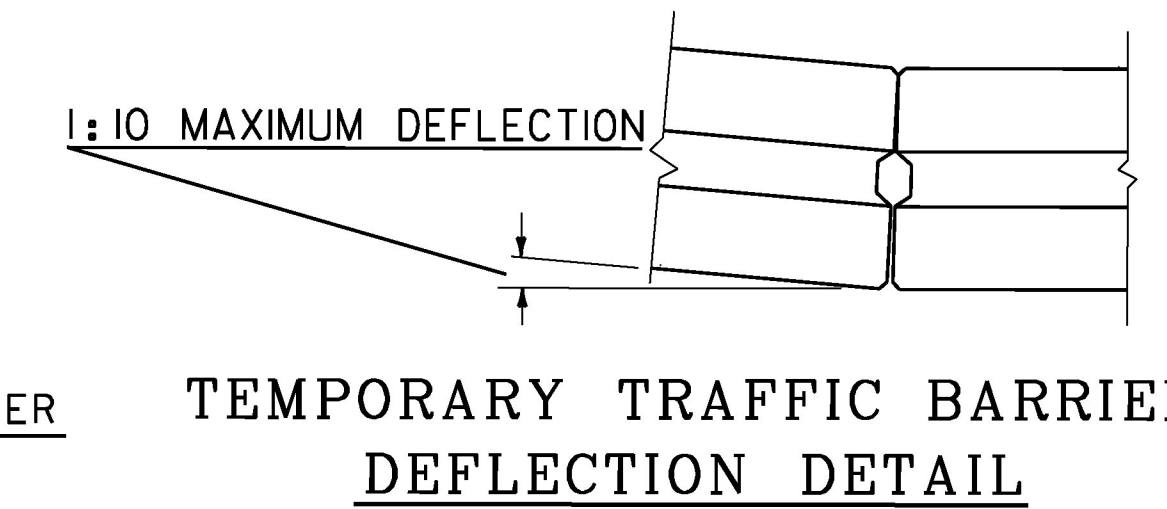 1:10 MAXIMUM DEFLECTION
ER
TEMPORARY TRAFFIC BARRIE
DEFLECTION DETAIL